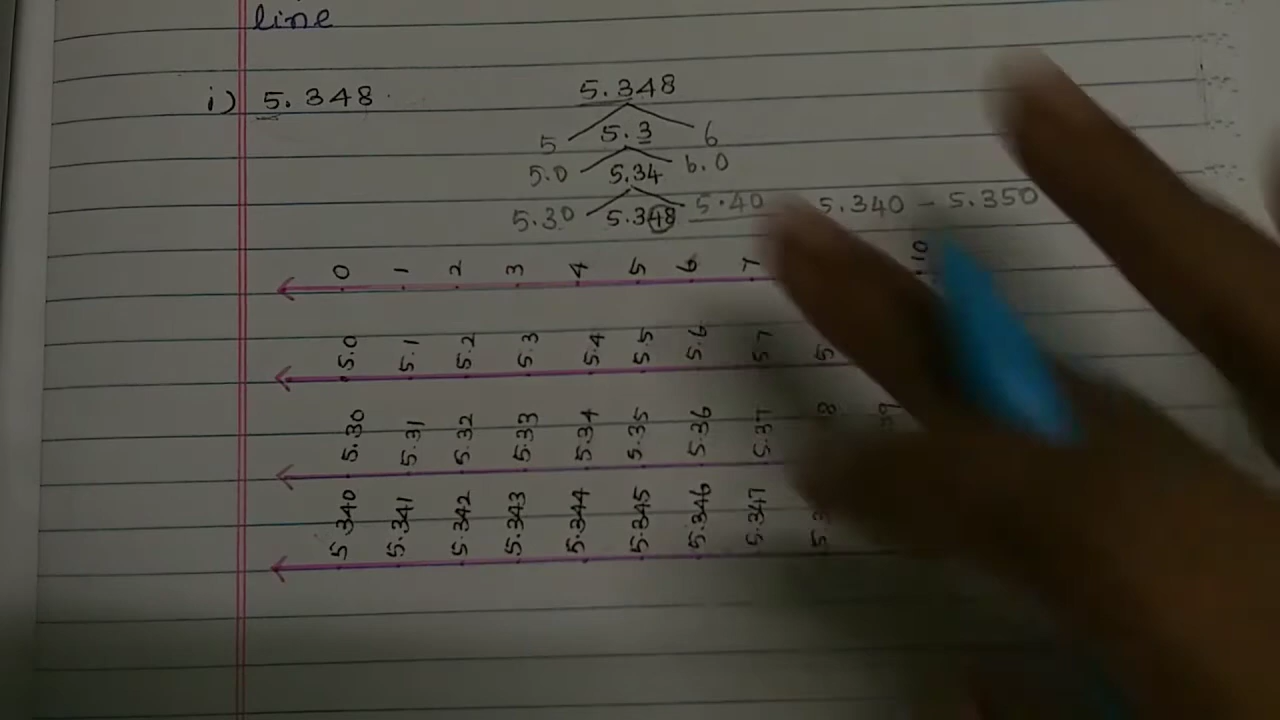 line
i) 5.348. 5.348
5 5.3 6
5.0 5.34 6.0
5.30 5.348 5.40 5.340 - 5.350
0 1 2 3 4 5 6 7 10
5.0 5.1 5.2 5.3 5.4 5.5 5.6 5.7
5.30 5.31 5.32 5.33 5.34 5.35 5.36 5.37
5.340 5.341 5.342 5.343 5.344 5.345 5.346 5.347